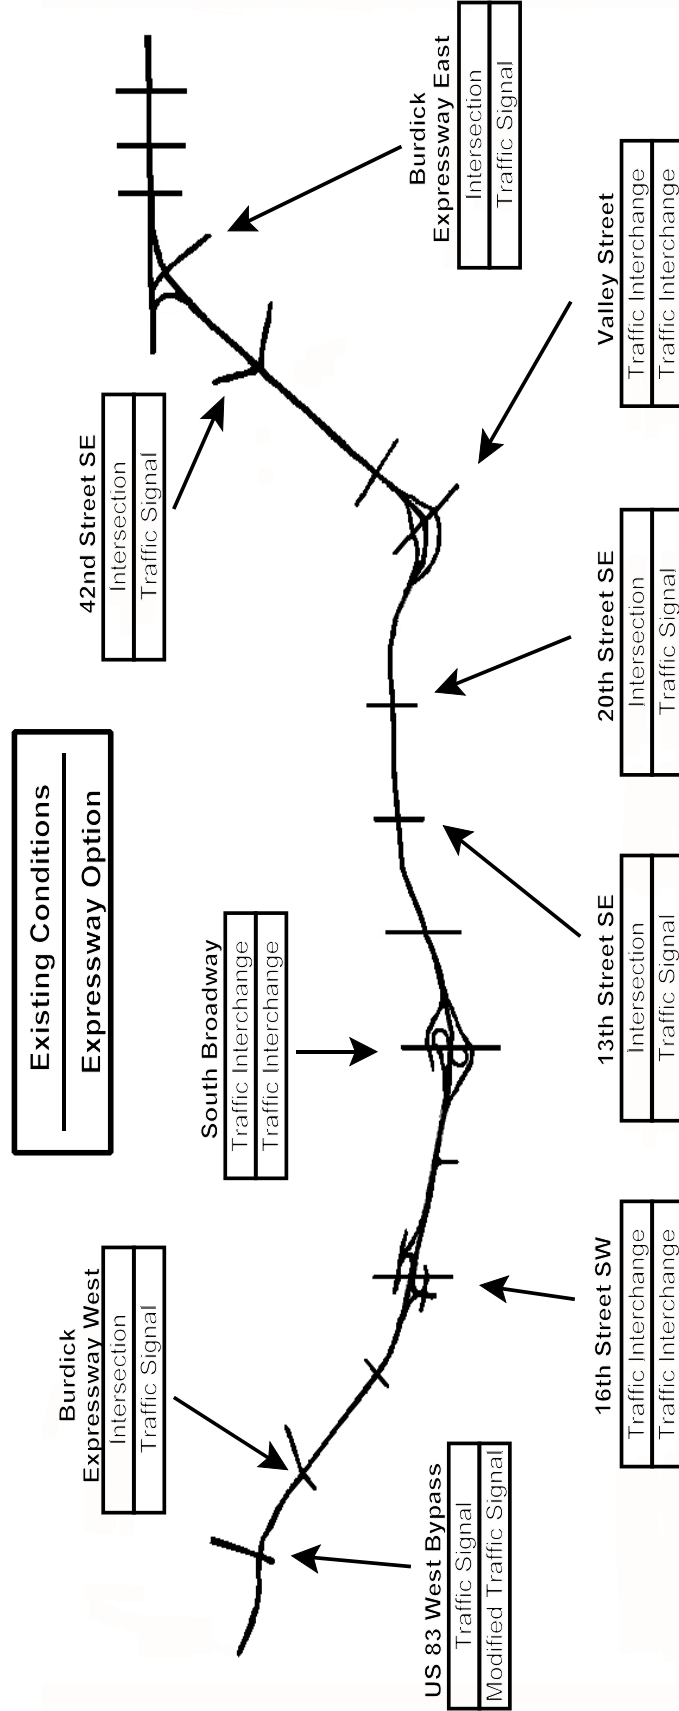 Existing Conditions
Expressway Option
US 83 West Bypass
Traffic Signal
Modified Traffic Signal
Burdick
Expressway West
Intersection
Traffic Signal
16th Street SW
Traffic Interchange
Traffic Interchange
South Broadway
Traffic Interchange
Traffic Interchange
13th Street SE
Intersection
Traffic Signal
20th Street SE
Intersection
Traffic Signal
42nd Street SE
Intersection
Traffic Signal
Valley Street
Traffic Interchange
Traffic Interchange
Burdick
Expressway East
Intersection
Traffic Signal